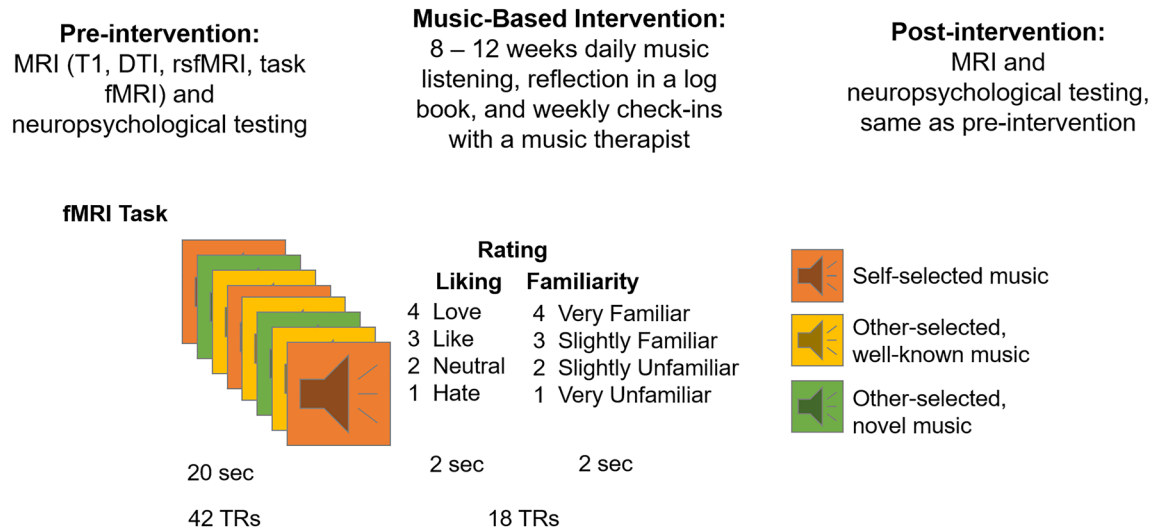 Pre-intervention:
MRI (T1, DTI, rsfMRI, task
fMRI) and
neuropsychological testing
Music-Based Intervention:
8 – 12 weeks daily music
listening, reflection in a log
book, and weekly check-ins
with a music therapist
Post-intervention:
MRI and
neuropsychological testing,
same as pre-intervention
fMRI Task
Rating
Liking Familiarity
4 Love 4 Very Familiar
3 Like 3 Slightly Familiar
2 Neutral 2 Slightly Unfamiliar
1 Hate 1 Very Unfamiliar
Self-selected music
Other-selected,
well-known music
Other-selected,
novel music
20 sec 2 sec 2 sec
42 TRs 18 TRs